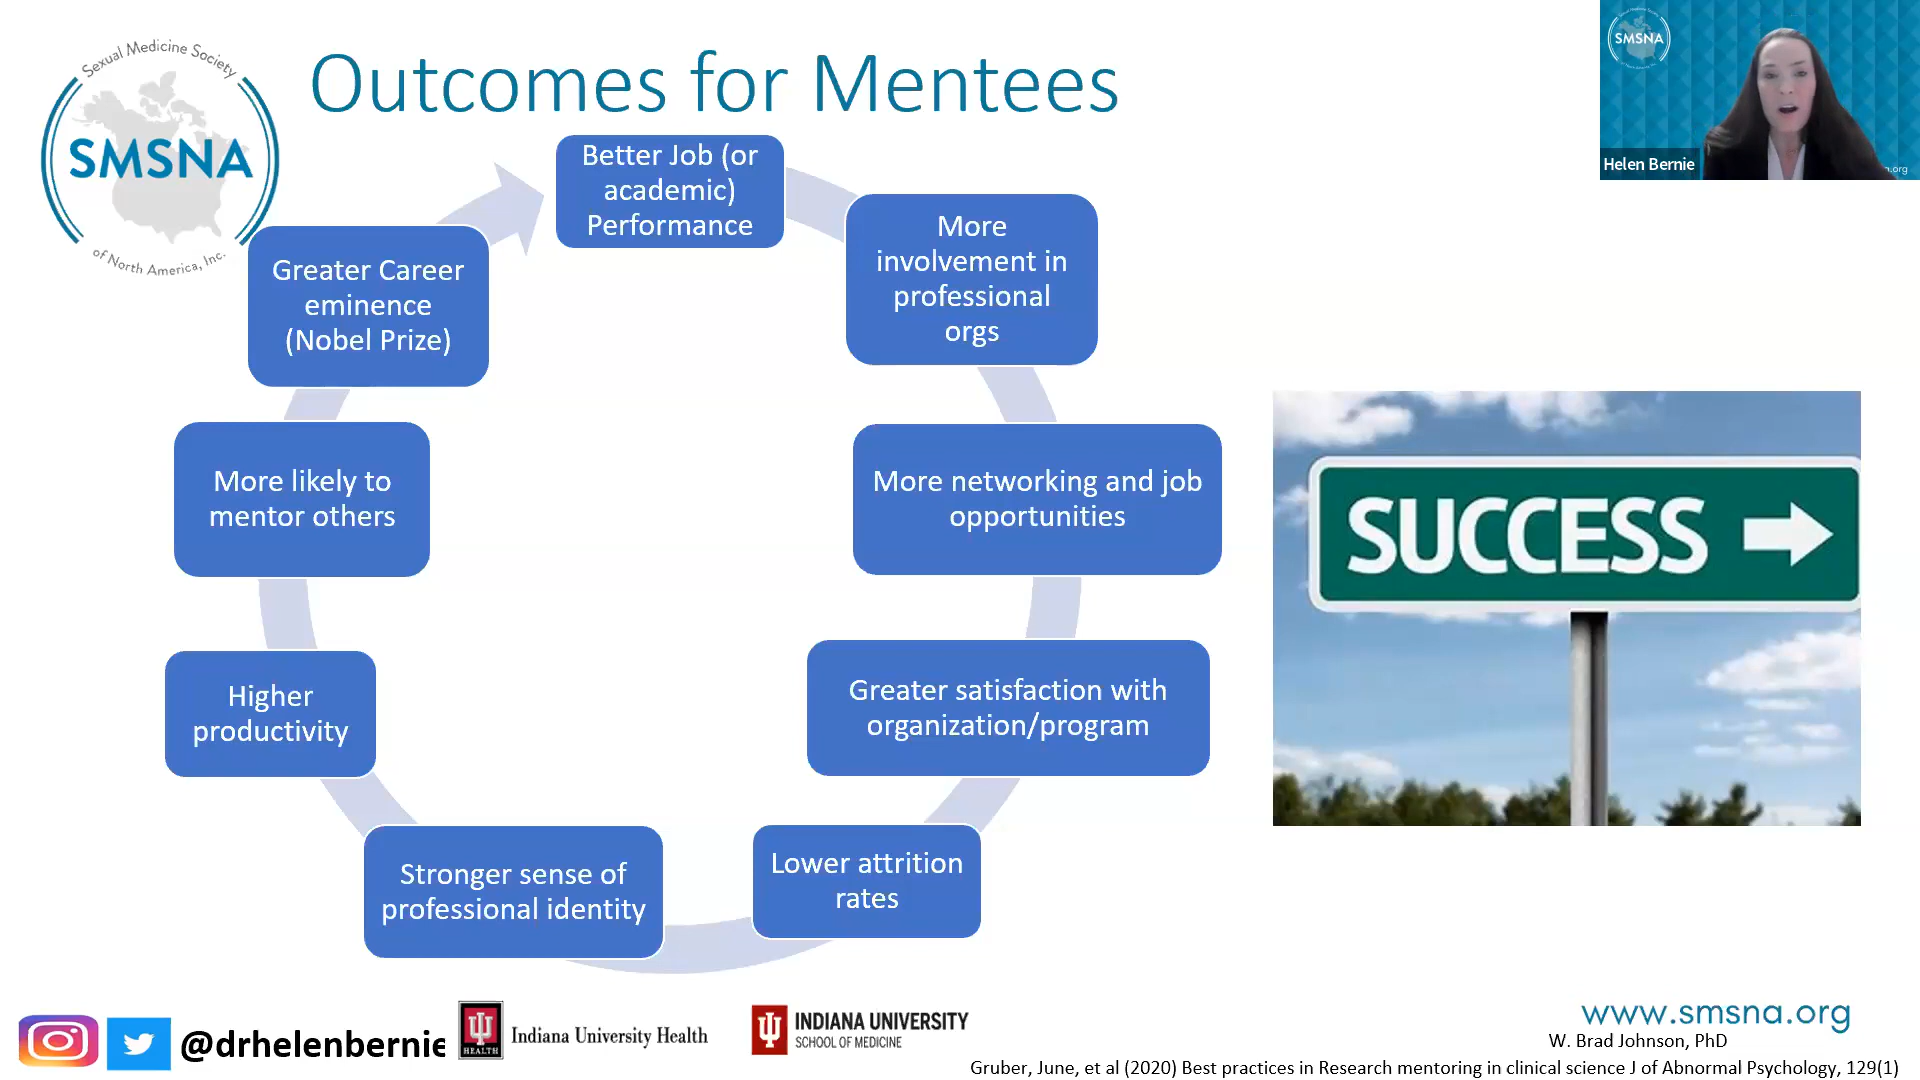 Sexual Medicine Society
SMSNA
of North America, Inc.
Outcomes for Mentees
SMSNA
Helen Bernie
Better Job (or
academic)
Performance
More
involvement in
professional
orgs
More networking and job
opportunities
Greater satisfaction with
organization/program
Lower attrition
rates
Stronger sense of
professional identity
Higher
productivity
More likely to
mentor others
Greater Career
eminence
(Nobel Prize)
SUCCESS
@drhelenbernie
HEALTH
Indiana University Health
INDIANA UNIVERSITY
SCHOOL OF MEDICINE
www.smsna.org
W. Brad Johnson, PhD
Gruber, June, et al (2020) Best practices in Research mentoring in clinical science J of Abnormal Psychology, 129(1)